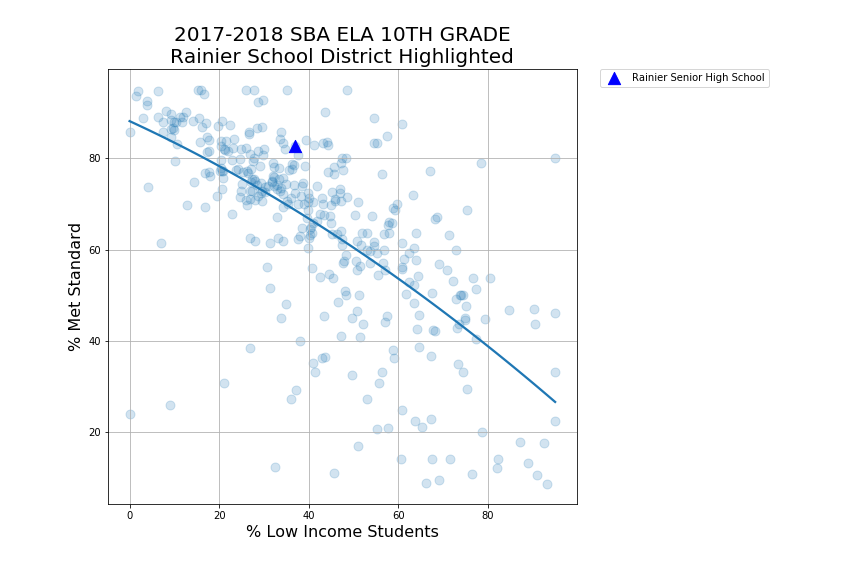 2017-2018 SBA ELA 10TH GRADE
Rainier School District Highlighted
Rainier Senior High School
% Met Standard
80
60
40
20
0
20
40
60
80
% Low Income Students